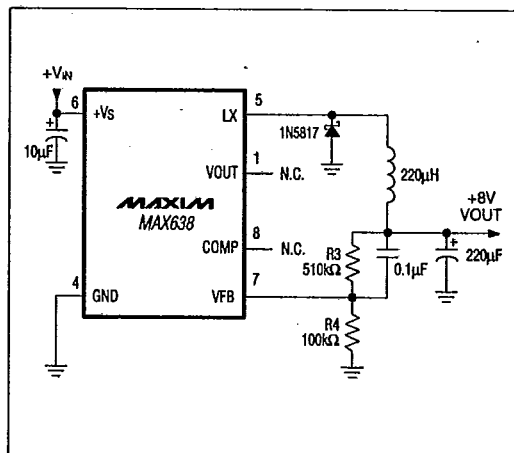 +VIN
6
+VS
10µF
5
LX
1N5817
VOUT
1
N.C.
220µH
MAXIM
MAX638
+8V
VOUT
COMP
8
N.C.
R3
510kΩ
0.1µF
220µF
4
GND
VFB
7
R4
100kΩ